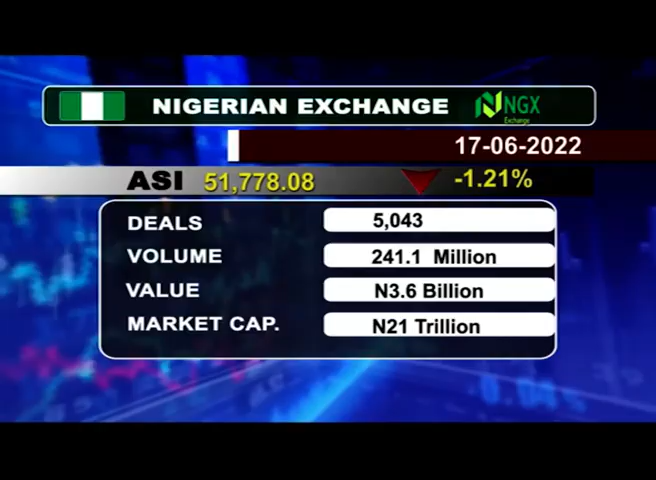 NIGERIAN EXCHANGE NGX
Exchange
17-06-2022
ASI 51,778.08 -1.21%
DEALS 5,043
VOLUME 241.1 Million
VALUE N3.6 Billion
MARKET CAP. N21 Trillion